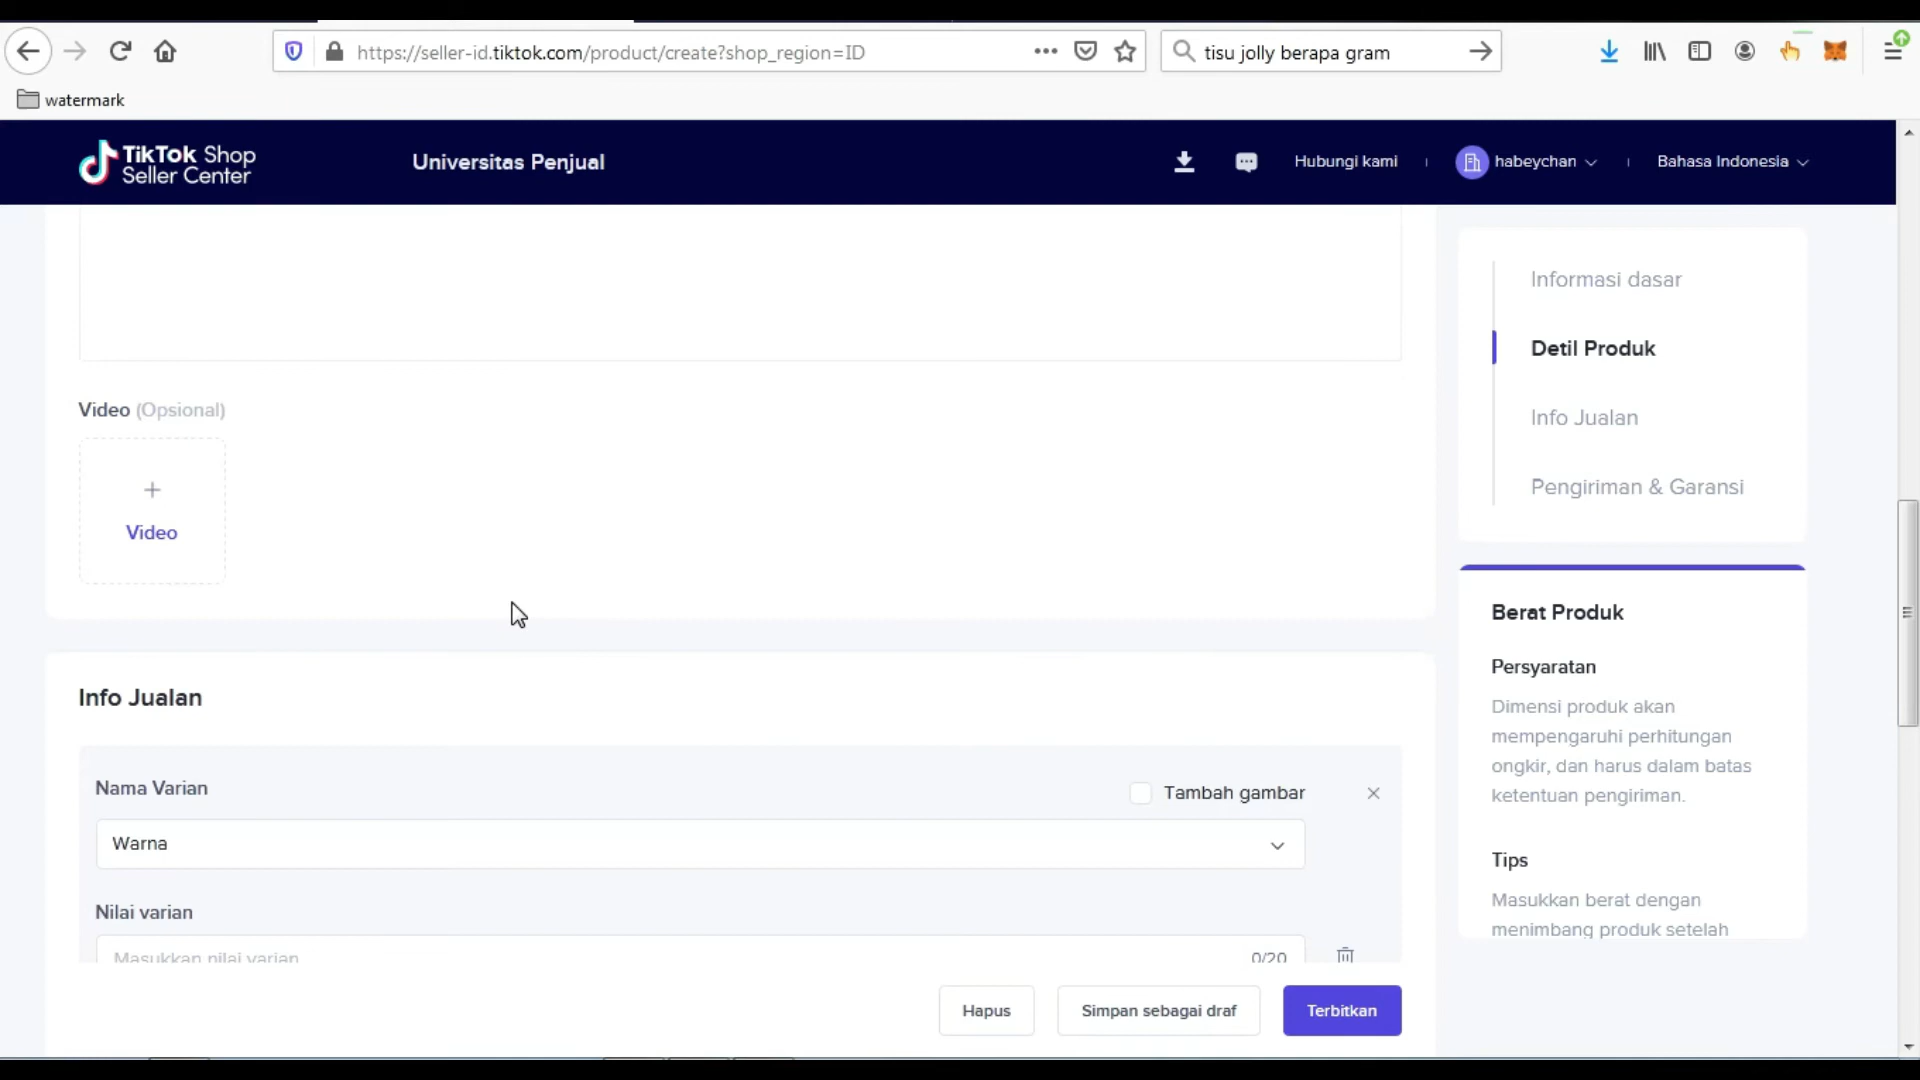 https://seller-id.tiktok.com/product/create?shop_region=ID
tisu jolly berapa gram
watermark
TikTok Shop
Seller Center
Universitas Penjual
Hubungi kami
habeychan
Bahasa Indonesia
Informasi dasar
Detil Produk
Info Jualan
Pengiriman & Garansi
Video (Opsional)
+
Video
Berat Produk
Persyaratan
Dimensi produk akan
mempengaruhi perhitungan
ongkir, dan harus dalam batas
ketentuan pengiriman.
Tips
Masukkan berat dengan
menimbang produk setelah
Info Jualan
Nama Varian
Tambah gambar
Warna
Nilai varian
Masukkan nilai varian
0/20
Hapus
Simpan sebagai draf
Terbitkan